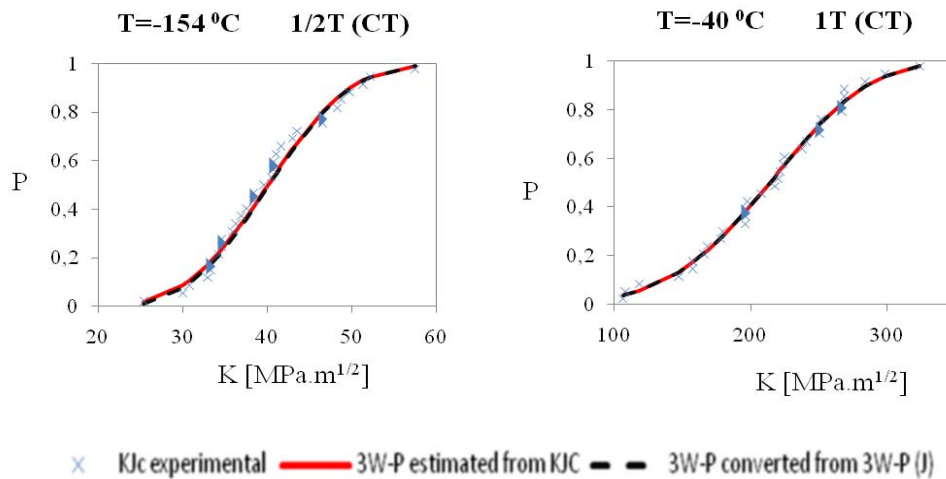 T=-154 ⁰C 1/2T (CT)
1
0,8
0,6
P
0,4
0,2
0
20 30 40 50 60
K [MPa.m1/2]
T=-40 ⁰C 1T (CT)
1
0,8
0,6
P
0,4
0,2
0
100 200 300
K [MPa.m1/2]
KJc experimental 3W-P estimated from KJC 3W-P converted from 3W-P (J)